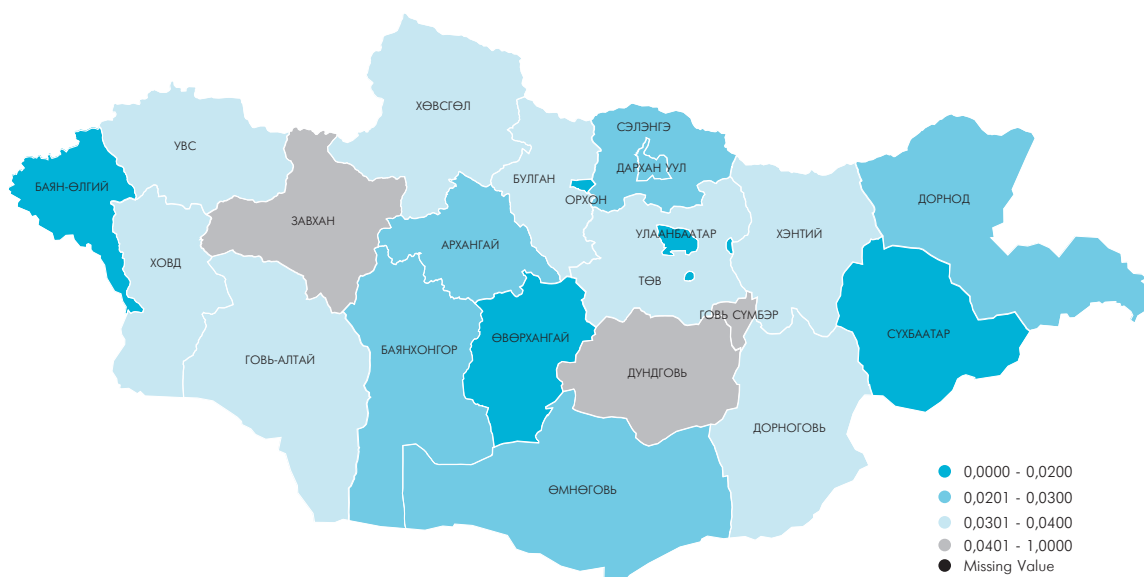 ХӨВСГӨЛ
СЭЛЭНГЭ
УВС
ДАРХАН УУЛ
БУЛГАН
БАЯН-ӨЛГИЙ
ОРХОН
ДОРНОД
ЗАВХАН
УЛААНБААТАР
ХЭНТИЙ
АРХАНГАЙ
ХОВД
ТӨВ
ГОВЬ СҮМБЭР
СҮХБААТАР
ӨВӨРХАНГАЙ
БАЯНХОНГОР
ГОВЬ-АЛТАЙ
ДУНДГОВЬ
ДОРНОГОВЬ
ӨМНӨГОВЬ
0,0000 - 0,0200
0,0201 - 0,0300
0,0301 - 0,0400
0,0401 - 1,0000
Missing Value